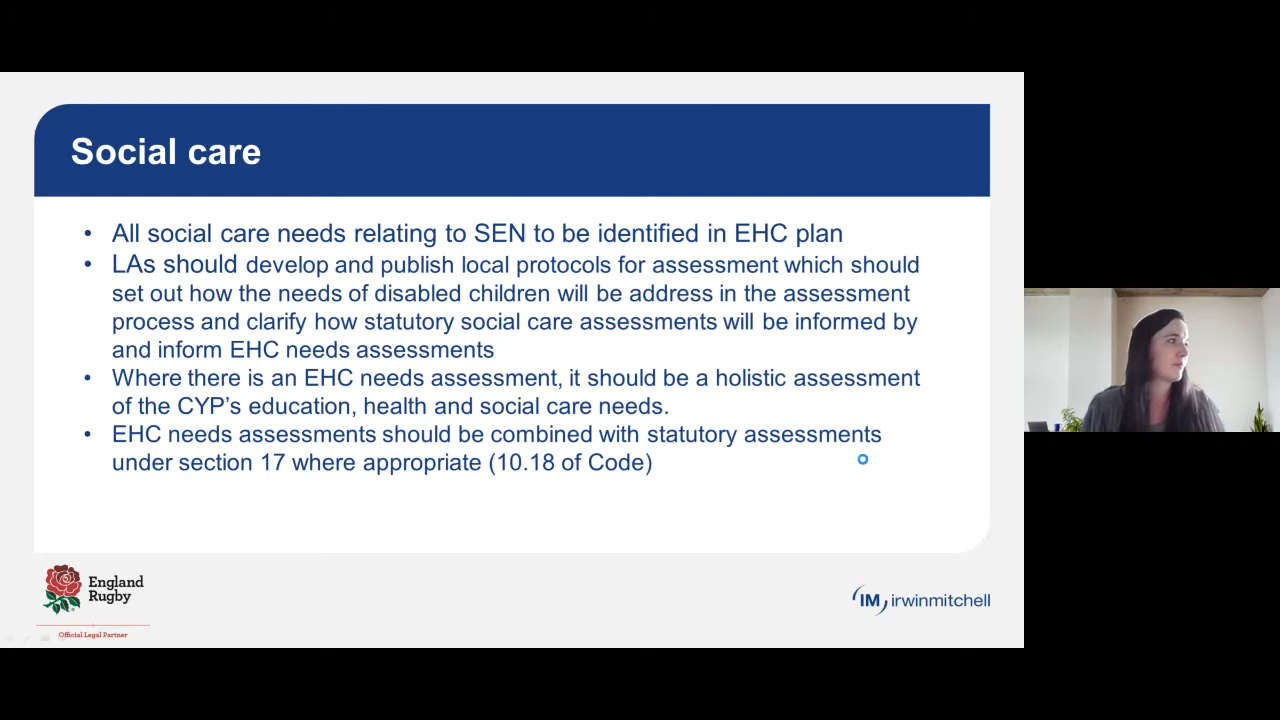 Social care
• All social care needs relating to SEN to be identified in EHC plan
• LAs should develop and publish local protocols for assessment which should
set out how the needs of disabled children will be address in the assessment
process and clarify how statutory social care assessments will be informed by
and inform EHC needs assessments
• Where there is an EHC needs assessment, it should be a holistic assessment
of the CYP's education, health and social care needs.
• EHC needs assessments should be combined with statutory assessments
under section 17 where appropriate (10.18 of Code)
England
Rugby
Official Legal Partner
IM irwinmitchell